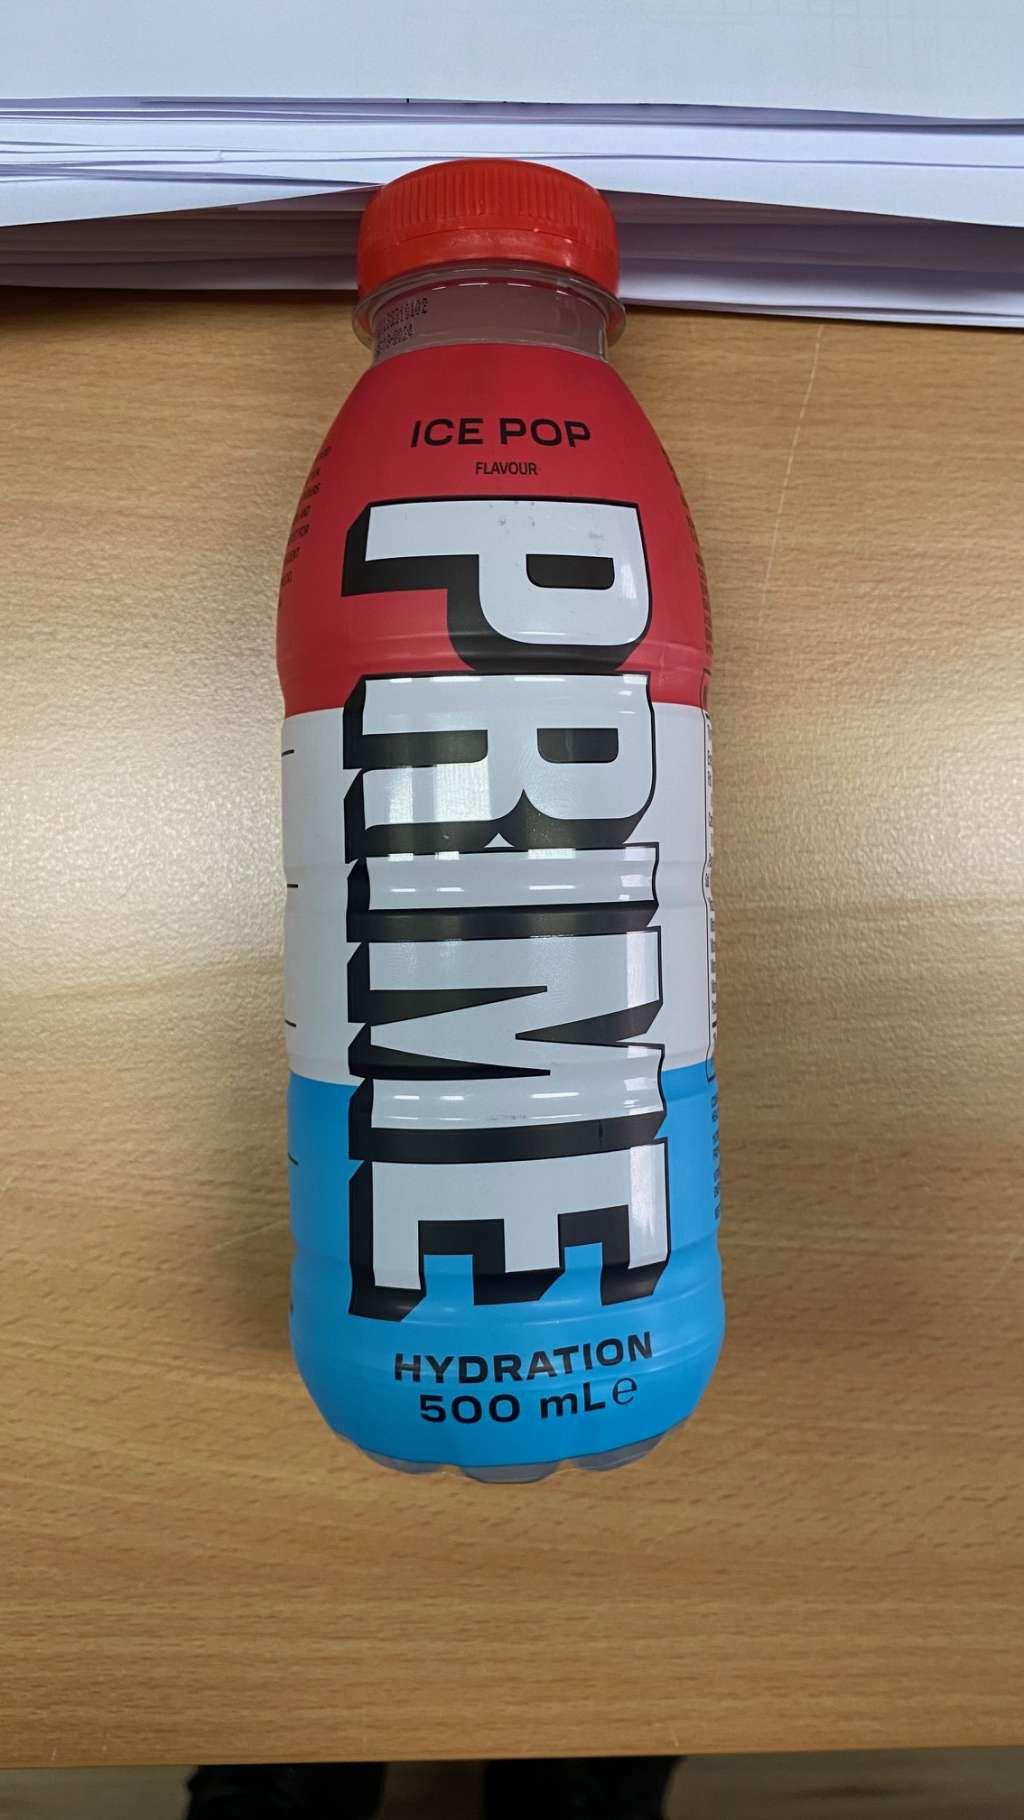 ICE POP
FLAVOUR
PRIME
HYDRATION
500 mL ℮